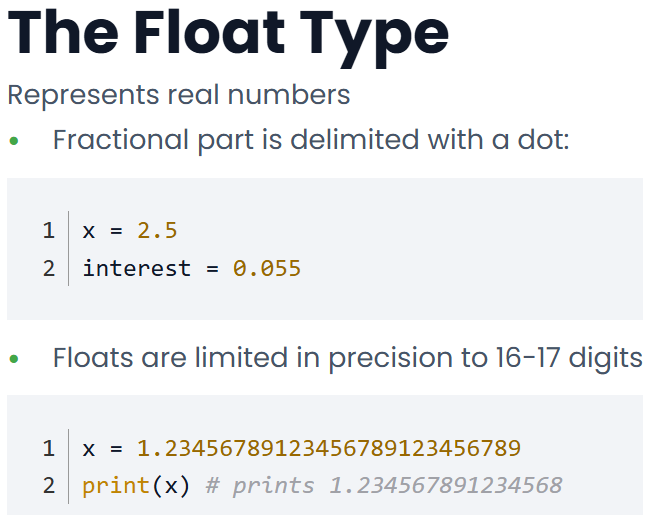 The Float Type
Represents real numbers
• Fractional part is delimited with a dot:
1 x = 2.5
2 interest = 0.055
• Floats are limited in precision to 16-17 digits
1 x = 1.23456789123456789123456789
2 print(x) # prints 1.234567891234568